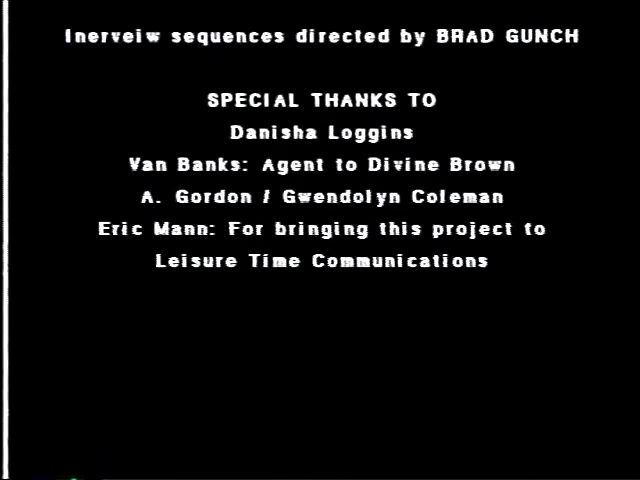 Inerveiw sequences directed by BRAD GUNCH
SPECIAL THANKS TO
Danisha Loggins
Van Banks: Agent to Divine Brown
A. Gordon / Gwendolyn Coleman
Eric Mann: For bringing this project to
Leisure Time Communications